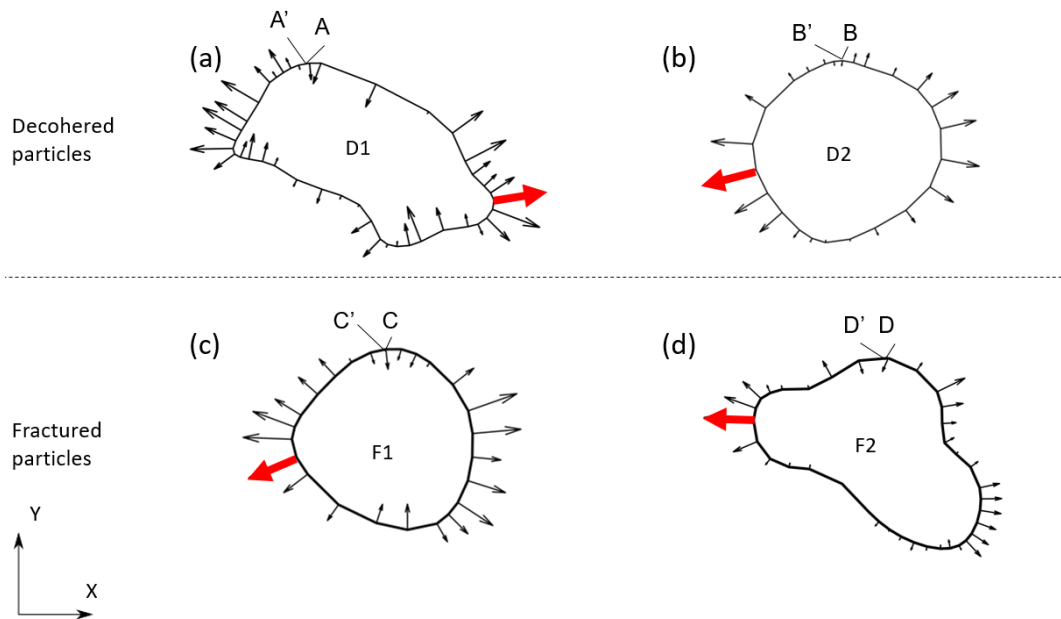 A’ A
(a)
D1
B’ B
(b)
D2
Decohered
particles
C’ C
(c)
F1
D’ D
(d)
F2
Fractured
particles
Y
X